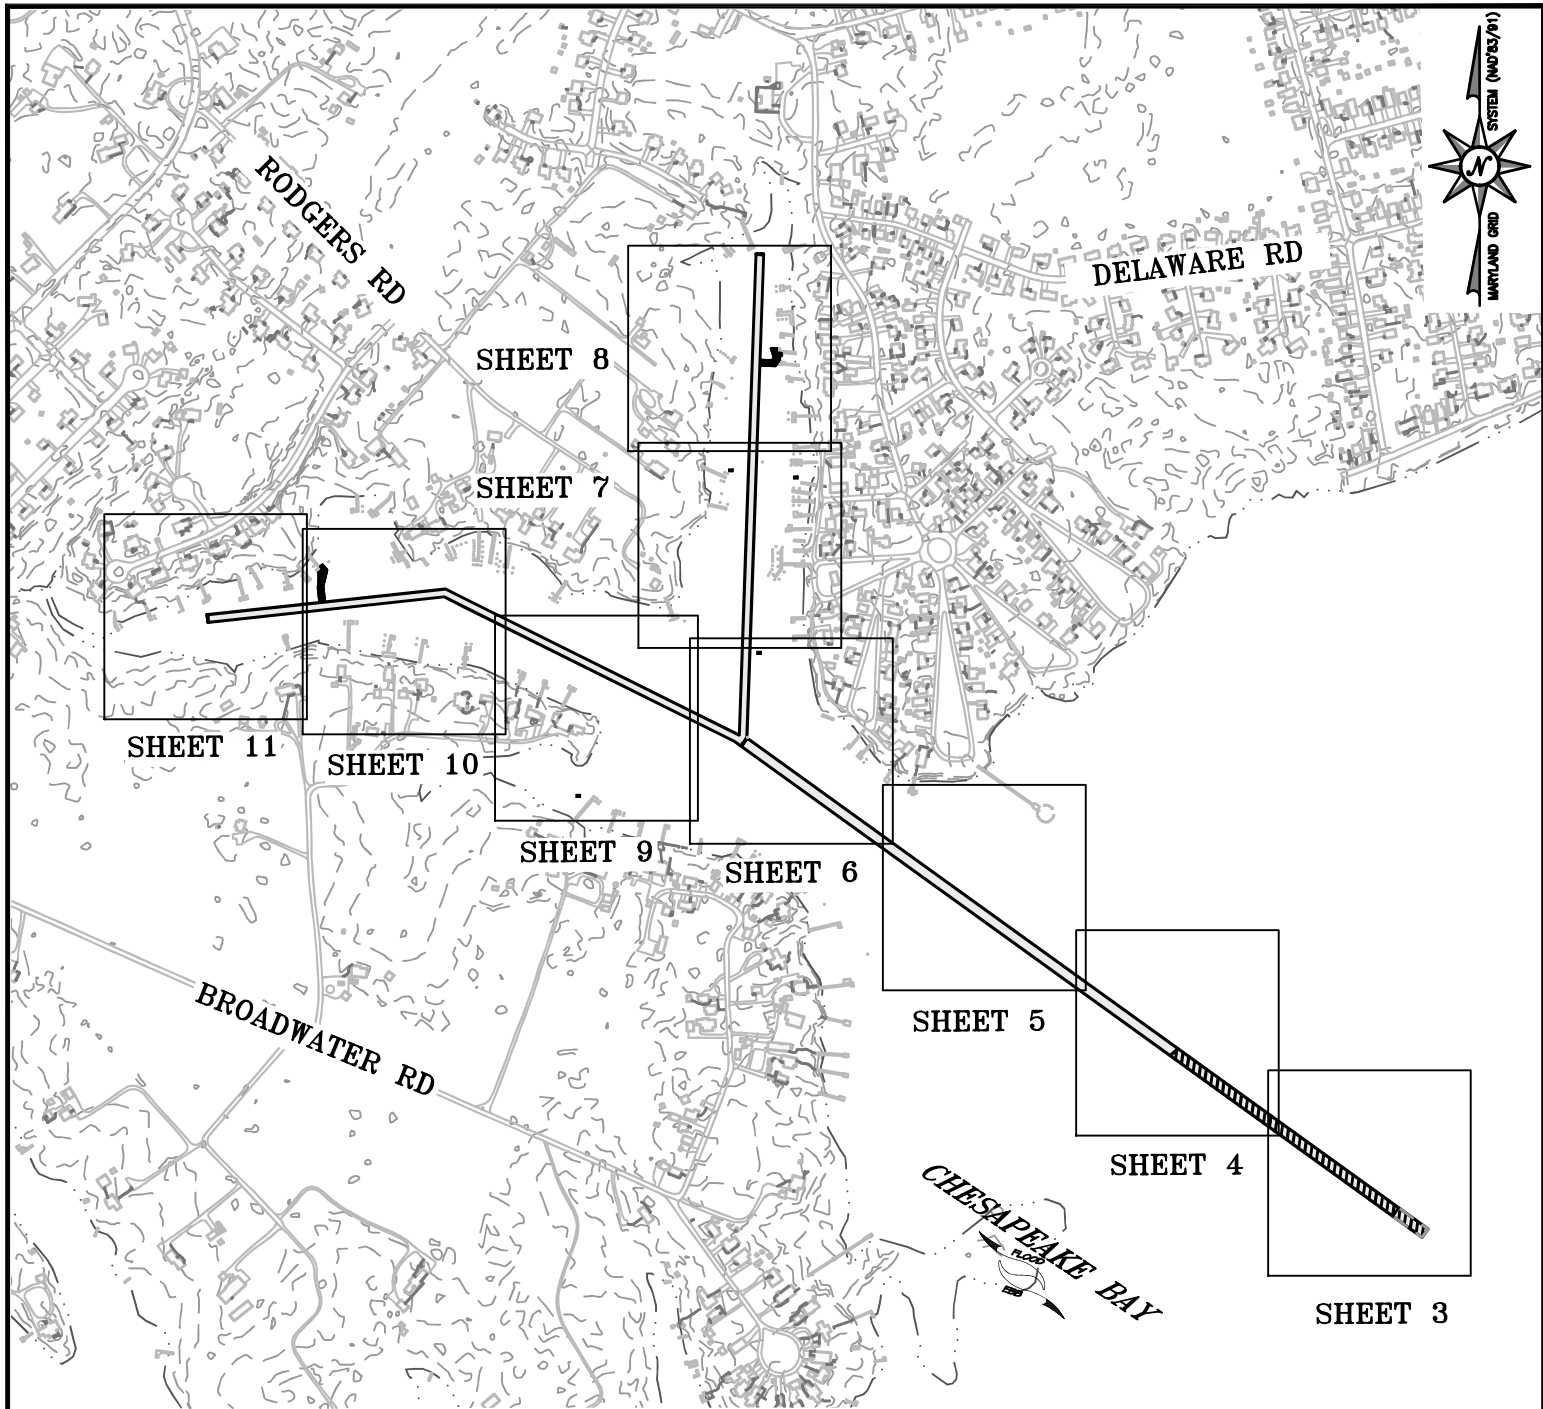 MARYLAND GRID SYSTEM (NAD'83/91)
N
RODGERS RD
DELAWARE RD
SHEET 8
SHEET 7
SHEET 11
SHEET 10
SHEET 9
SHEET 6
BROADWATER RD
SHEET 5
SHEET 4
CHESAPEAKE BAY
FLOOD
EBB
SHEET 3